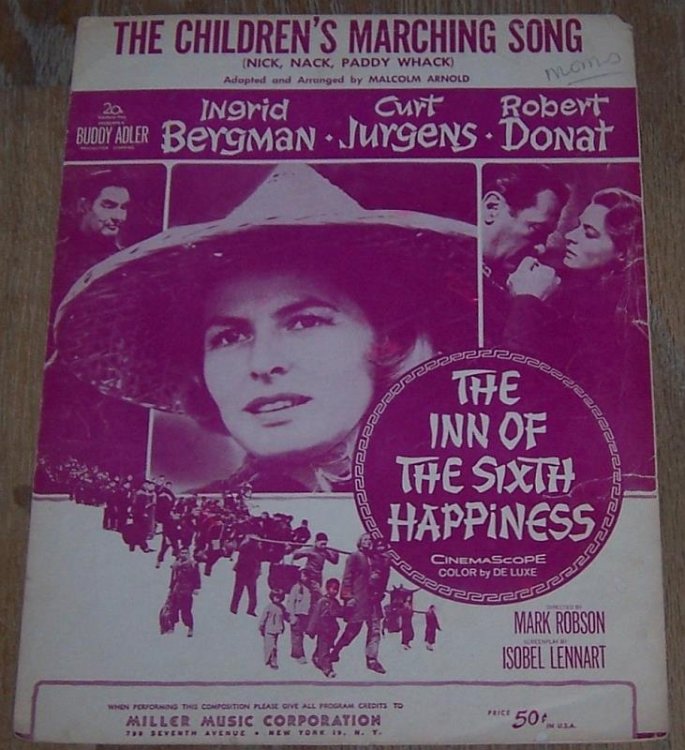 THE CHILDREN'S MARCHING SONG
(NICK, NACK, PADDY WHACK)
Adapted and Arranged by MALCOLM ARNOLD
moms
20th
BUDDY ADLER
Ingrid Bergman · Curt Jurgens · Robert Donat
THE
INN OF
THE SIXTH
HAPPINESS
CINEMASCOPE
COLOR by DE LUXE
DIRECTED BY
MARK ROBSON
SCREENPLAY BY
ISOBEL LENNART
WHEN PERFORMING THIS COMPOSITION PLEASE GIVE ALL PROGRAM CREDITS TO
MILLER MUSIC CORPORATION
799 SEVENTH AVENUE • NEW YORK 19, N. Y.
PRICE 50¢ IN U.S.A.